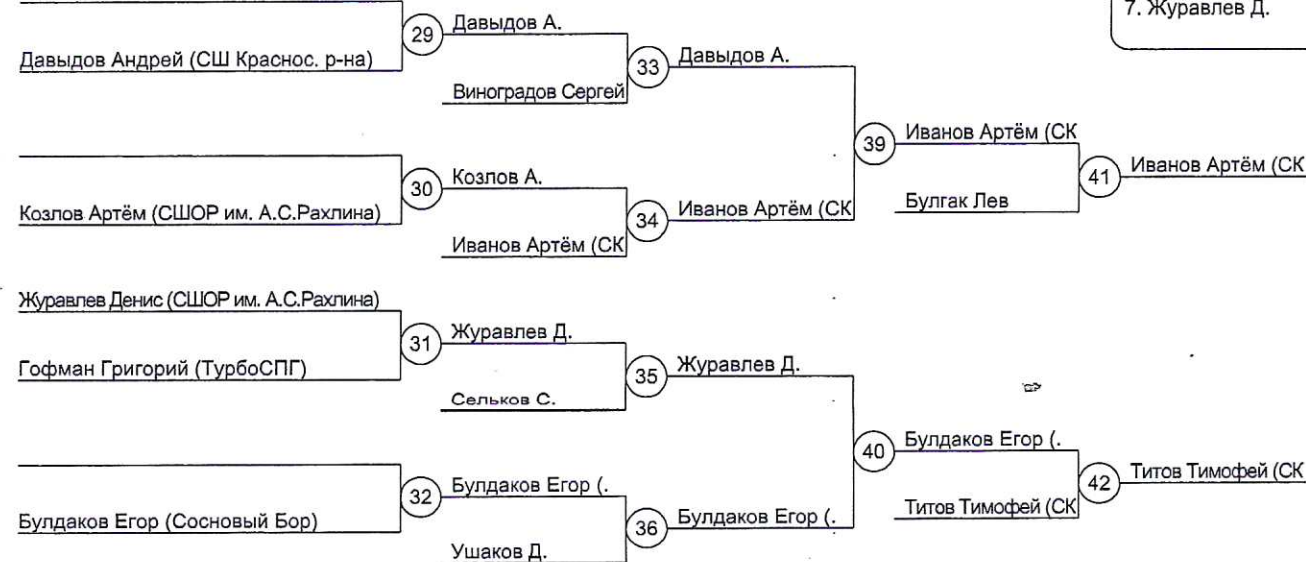 7. Журавлев Д.
29
Давыдов А.
Давыдов Андрей (СШ Краснос. р-на)
33
Давыдов А.
Виноградов Сергей
39
Иванов Артём (СК
30
Козлов А.
41
Иванов Артём (СК
Козлов Артём (СШОР им. А.С.Рахлина)
34
Иванов Артём (СК
Булгак Лев
Иванов Артём (СК
Журавлев Денис (СШОР им. А.С.Рахлина)
31
Журавлев Д.
Гофман Григорий (ТурбоСПГ)
35
Журавлев Д.
Сельков С.
40
Булдаков Егор (.
32
Булдаков Егор (.
42
Титов Тимофей (СК
Булдаков Егор (Сосновый Бор)
36
Булдаков Егор (.
Титов Тимофей (СК
Ушаков Д.